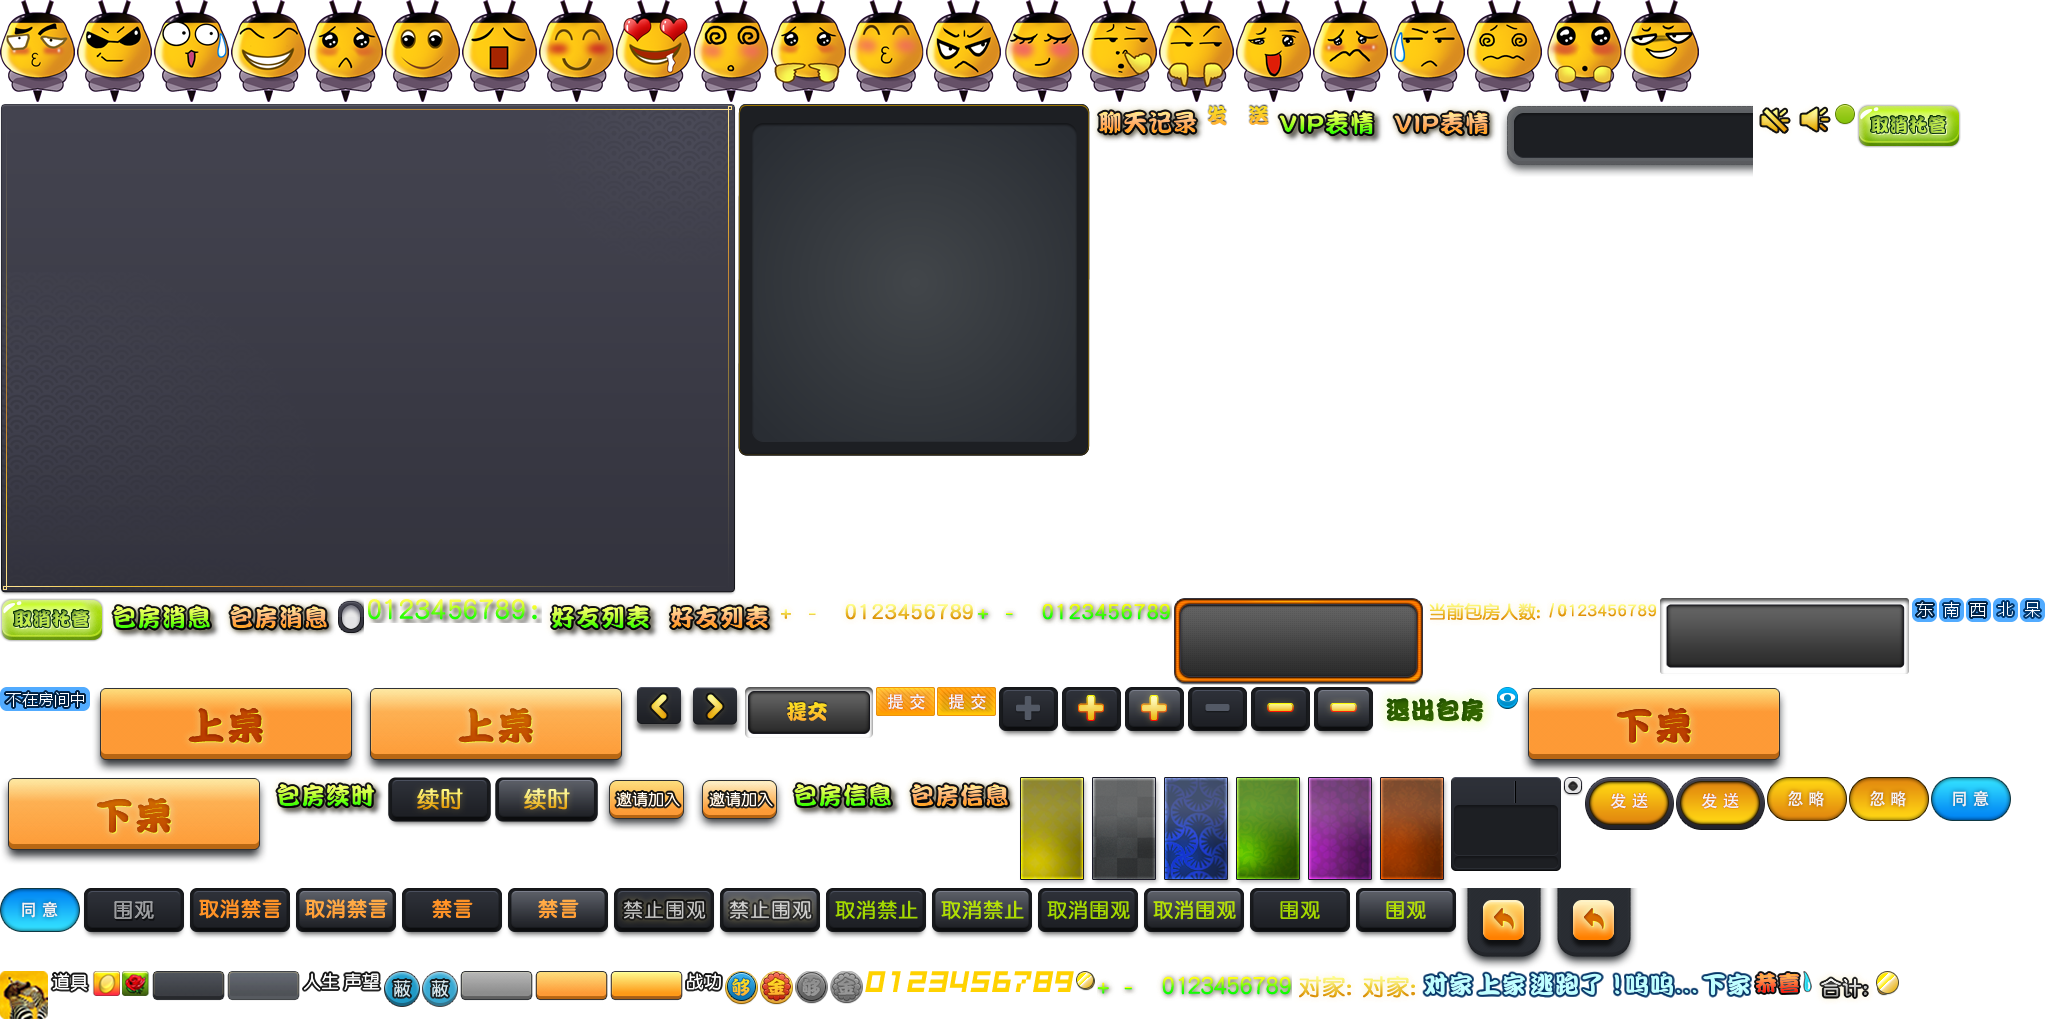 聊天记录 发 送 VIP表情 VIP表情 取消托管
取消托管 包房消息 包房消息 0123456789: 好友列表 好友列表 + - 0123456789 + - 0123456789 当前包房人数: /0123456789 东 南 西 北 呆
不在房间中 上桌 上桌 提交 提交 提交 退出包房 下桌
下桌 包房续时 续时 续时 邀请加入 邀请加入 包房信息 包房信息 发送 发送 忽略 忽略 同意
同意 围观 取消禁言 取消禁言 禁言 禁言 禁止围观 禁止围观 取消禁止 取消禁止 取消围观 取消围观 围观 围观
道具 人生 声望 蔽 蔽 战功 够 金 够 金 0123456789 + - 0123456789 对家: 对家: 对家 上家 逃跑了!呜呜... 下家 恭喜 合计: